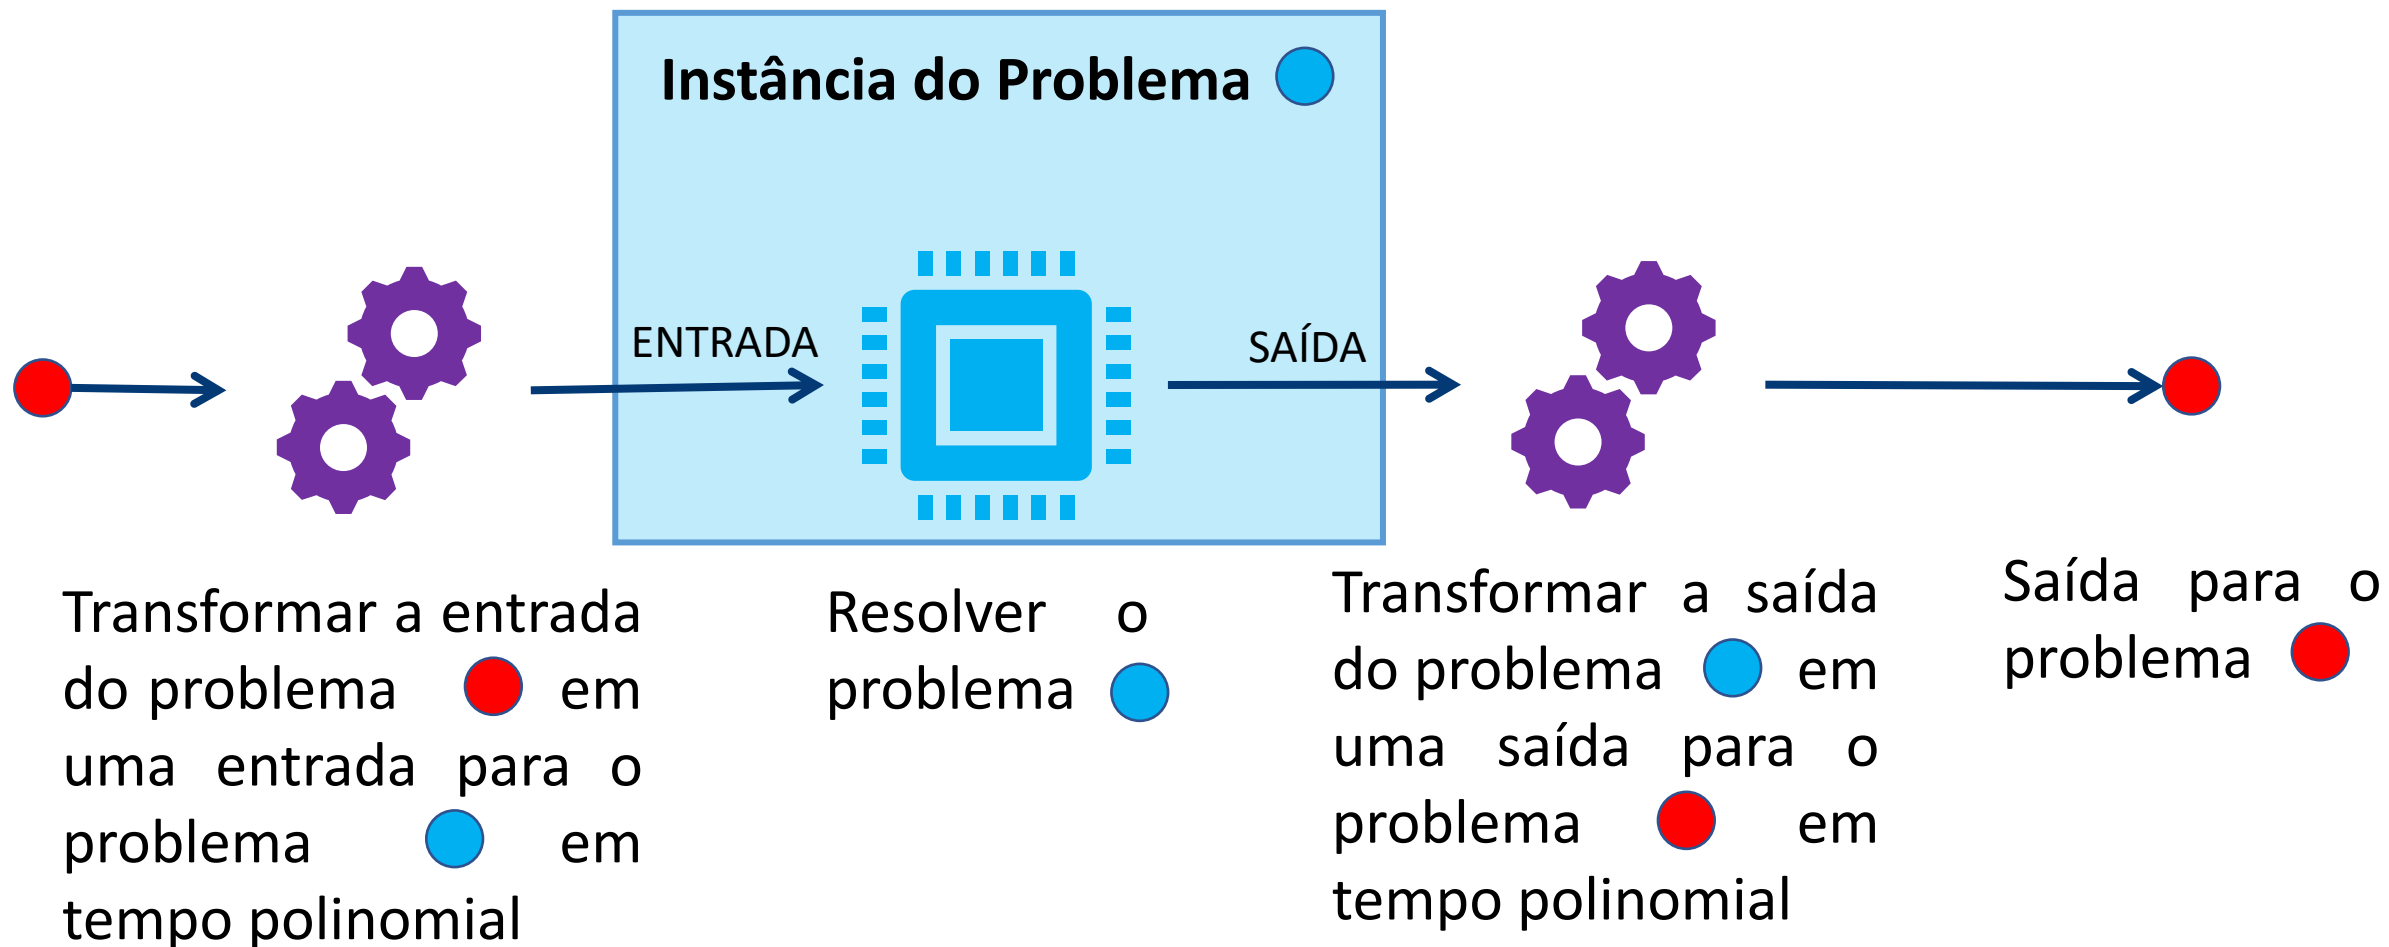 Instância do Problema
ENTRADA
SAÍDA
Transformar a entrada
do problema em
uma entrada para o
problema em
tempo polinomial
Resolver o
problema
Transformar a saída
do problema em
uma saída para o
problema em
tempo polinomial
Saída para o
problema